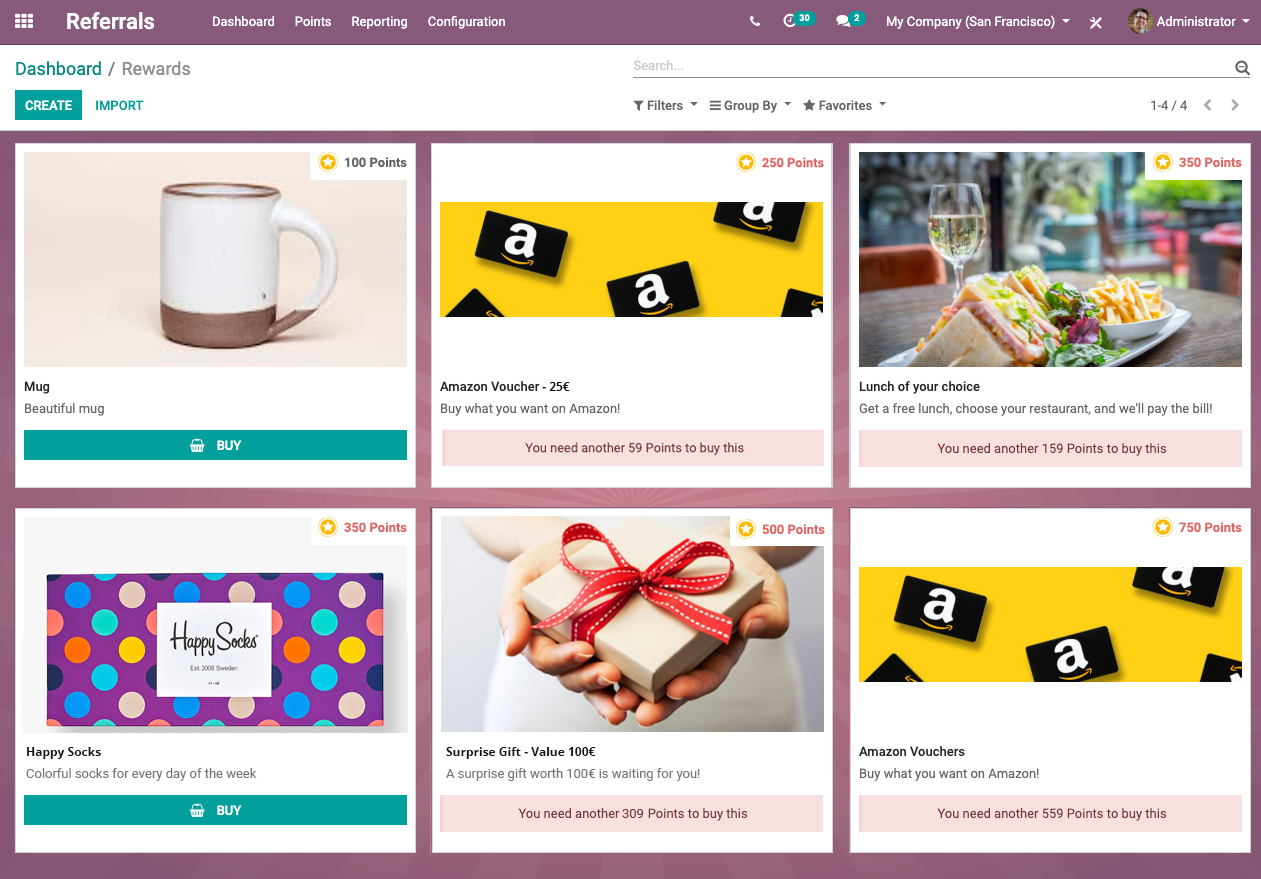 Referrals Dashboard Points Reporting Configuration 30 2 My Company (San Francisco) Administrator
Dashboard / Rewards Search...
CREATE IMPORT Filters Group By Favorites 1-4 / 4
100 Points
250 Points
350 Points
a a a
Mug
Beautiful mug
BUY
Amazon Voucher - 25€
Buy what you want on Amazon!
You need another 59 Points to buy this
Lunch of your choice
Get a free lunch, choose your restaurant, and we'll pay the bill!
You need another 159 Points to buy this
350 Points
500 Points
750 Points
Happy Socks
Est. 2008 Sweden
41-46
a a a
Happy Socks
Colorful socks for every day of the week
BUY
Surprise Gift - Value 100€
A surprise gift worth 100€ is waiting for you!
You need another 309 Points to buy this
Amazon Vouchers
Buy what you want on Amazon!
You need another 559 Points to buy this